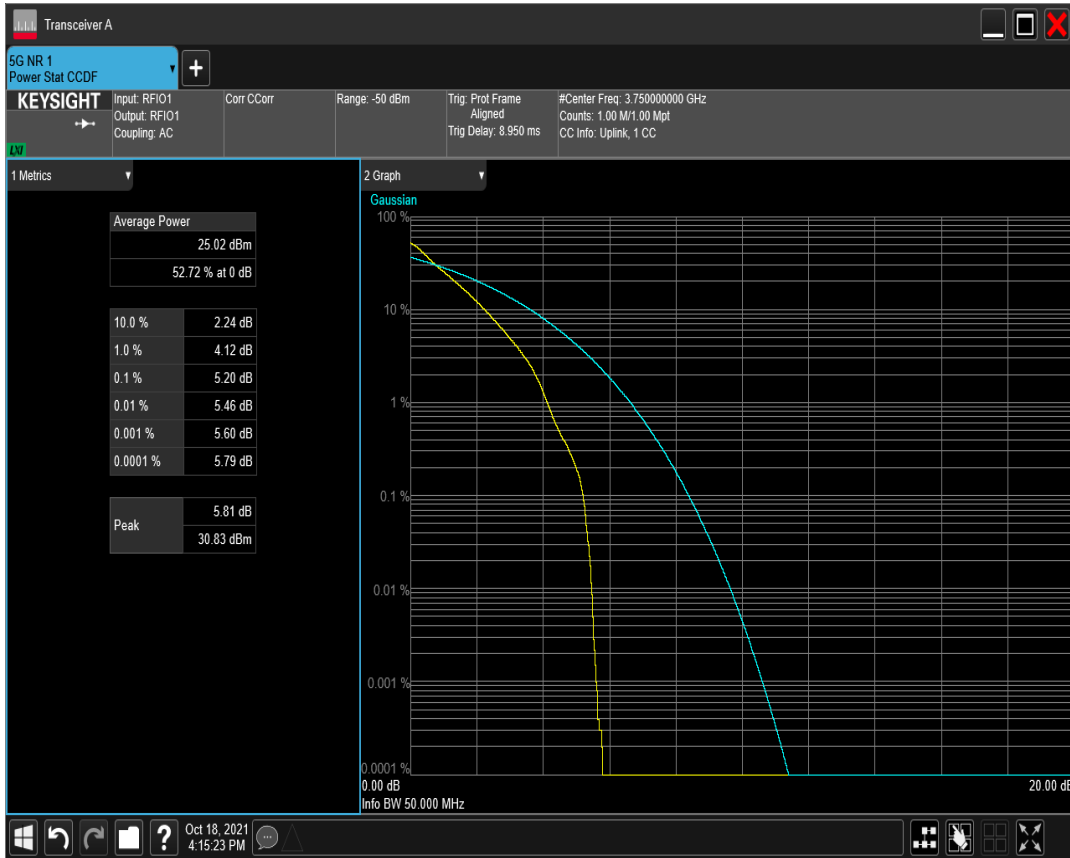 Transceiver A
5G NR 1
Power Stat CCDF
KEYSIGHT
LXI
Input: RFIO1
Output: RFIO1
Coupling: AC
Corr CCorr
Range: -50 dBm
Trig: Prot Frame
Aligned
Trig Delay: 8.950 ms
#Center Freq: 3.750000000 GHz
Counts: 1.00 M/1.00 Mpt
CC Info: Uplink, 1 CC
1 Metrics
Average Power
25.02 dBm
52.72 % at 0 dB
10.0 % 2.24 dB
1.0 % 4.12 dB
0.1 % 5.20 dB
0.01 % 5.46 dB
0.001 % 5.60 dB
0.0001 % 5.79 dB
Peak
5.81 dB
30.83 dBm
2 Graph
Gaussian
100 %
10 %
1 %
0.1 %
0.01 %
0.001 %
0.0001 %
0.00 dB 20.00 dB
Info BW 50.000 MHz
?
Oct 18, 2021
4:15:23 PM